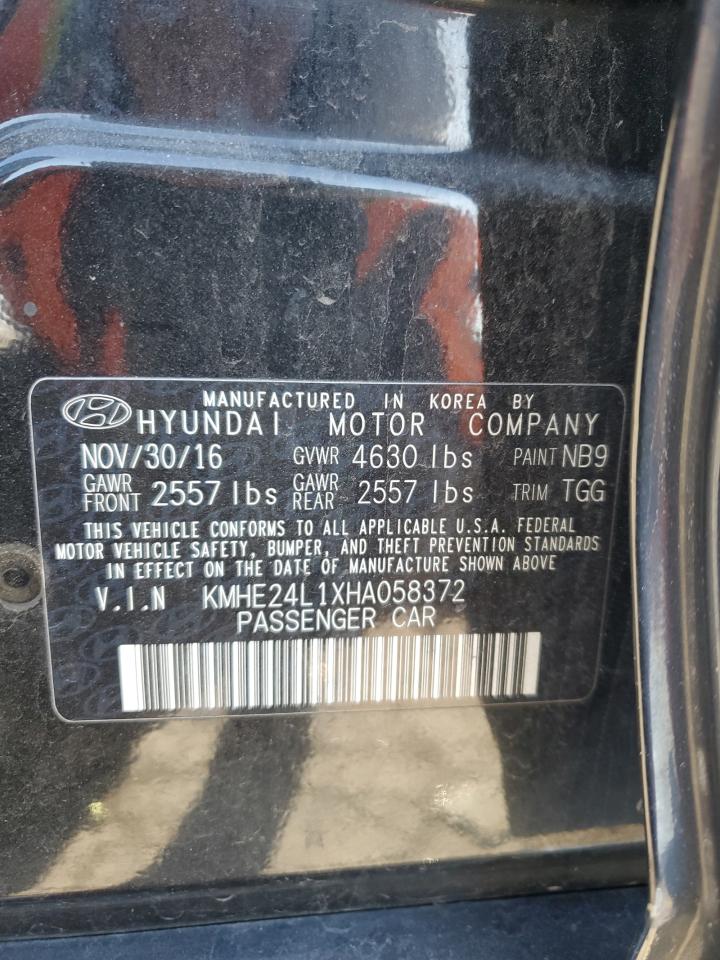 MANUFACTURED IN KOREA BY
HYUNDAI MOTOR COMPANY
NOV/30/16 GVWR 4630 lbs PAINT NB9
GAWR FRONT 2557 lbs GAWR REAR 2557 lbs TRIM TGG
THIS VEHICLE CONFORMS TO ALL APPLICABLE U.S.A. FEDERAL
MOTOR VEHICLE SAFETY, BUMPER, AND THEFT PREVENTION STANDARDS
IN EFFECT ON THE DATE OF MANUFACTURE SHOWN ABOVE
V.I.N KMHE24L1XHA058372
PASSENGER CAR